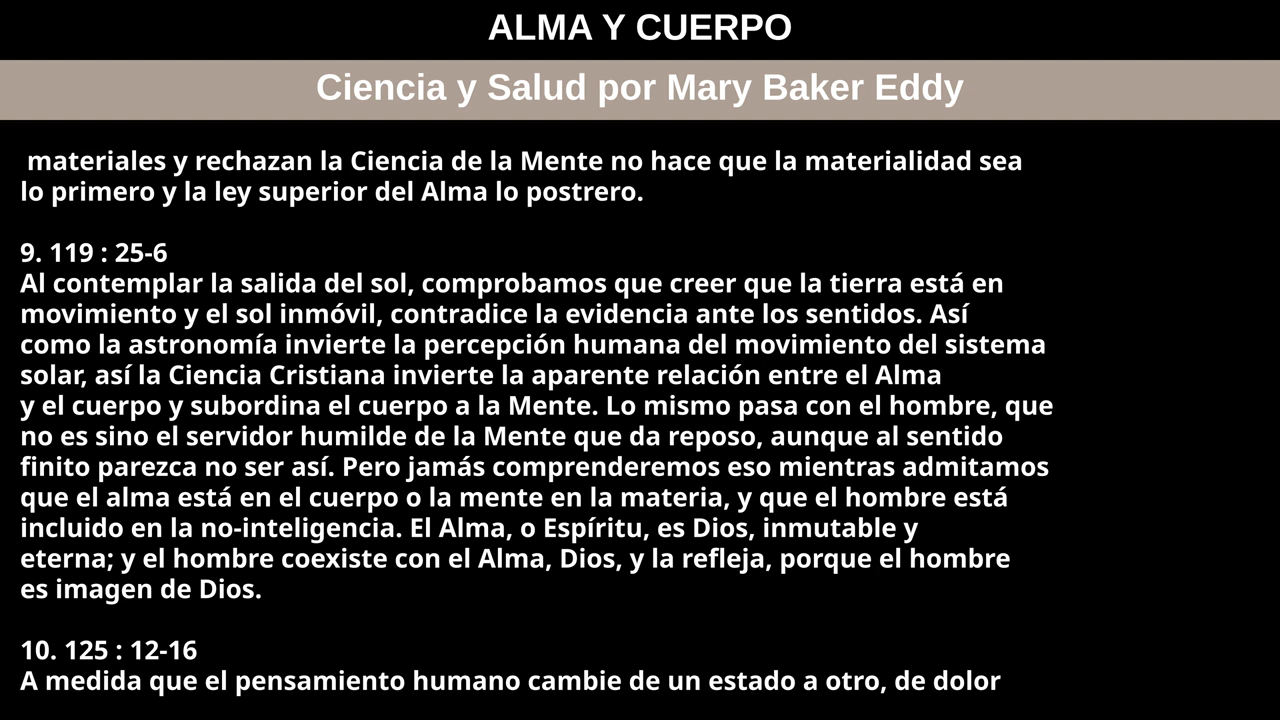 ALMA Y CUERPO
Ciencia y Salud por Mary Baker Eddy
materiales y rechazan la Ciencia de la Mente no hace que la materialidad sea
lo primero y la ley superior del Alma lo postrero.
9. 119 : 25-6
Al contemplar la salida del sol, comprobamos que creer que la tierra está en
movimiento y el sol inmóvil, contradice la evidencia ante los sentidos. Así
como la astronomía invierte la percepción humana del movimiento del sistema
solar, así la Ciencia Cristiana invierte la aparente relación entre el Alma
y el cuerpo y subordina el cuerpo a la Mente. Lo mismo pasa con el hombre, que
no es sino el servidor humilde de la Mente que da reposo, aunque al sentido
finito parezca no ser así. Pero jamás comprenderemos eso mientras admitamos
que el alma está en el cuerpo o la mente en la materia, y que el hombre está
incluido en la no-inteligencia. El Alma, o Espíritu, es Dios, inmutable y
eterna; y el hombre coexiste con el Alma, Dios, y la refleja, porque el hombre
es imagen de Dios.
10. 125 : 12-16
A medida que el pensamiento humano cambie de un estado a otro, de dolor